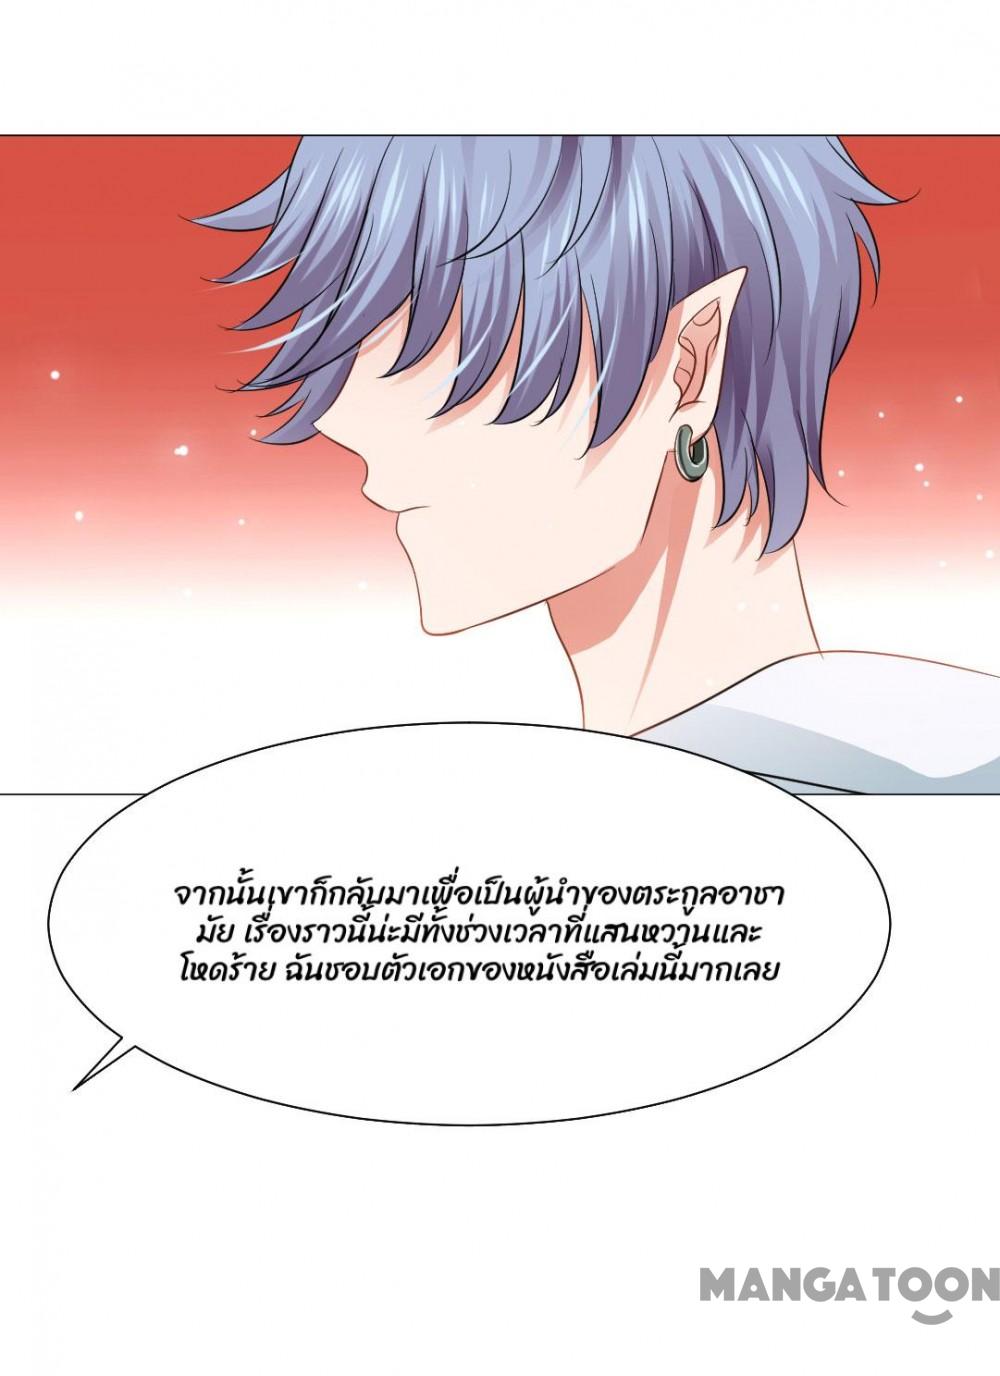 จากนั้นเขาก็กลับมาเพื่อเป็นผู้นำของตระกูลอาชา
มัย เรื่องราวนี้น่ะมีทั้งช่วงเวลาที่แสนหวานและ
โหดร้าย ฉันชอบตัวเอกของหนังสือเล่มนี้มากเลย
MANGATOON